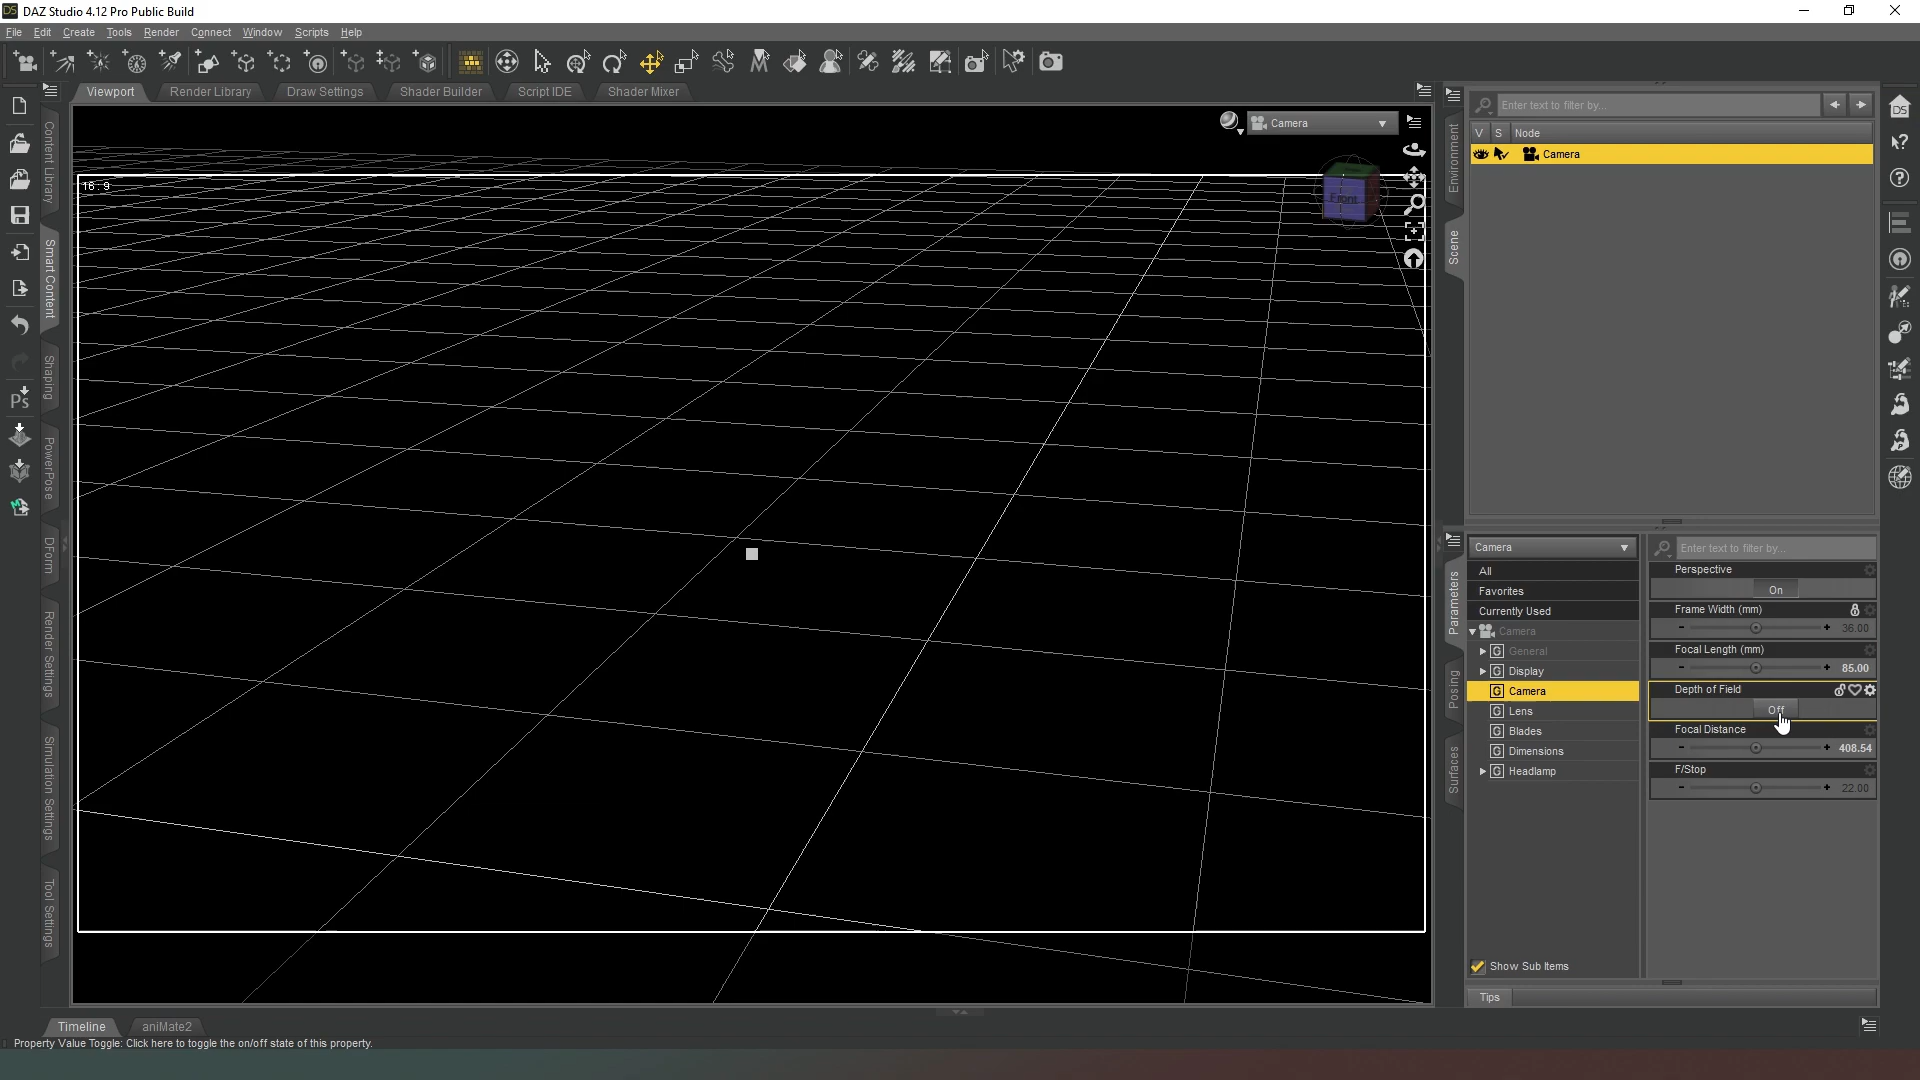 DAZ Studio 4.12 Pro Public Build
File Edit Create Tools Render Connect Window Scripts Help
Viewport Render Library Draw Settings Shader Builder Script IDE Shader Mixer
Content Library
Smart Content
Shaping
PowerPose
DForm
Render Settings
Simulation Settings
Tool Settings
16 : 9
Camera
Front
Environment
Scene
Enter text to filter by...
V S Node
Camera
Parameters
Posing
Surfaces
Camera
All
Favorites
Currently Used
Camera
General
Display
Camera
Lens
Blades
Dimensions
Headlamp
Show Sub Items
Enter text to filter by...
Perspective
On
Frame Width (mm)
- + 36.00
Focal Length (mm)
- + 85.00
Depth of Field
Off
Focal Distance
- + 408.54
F/Stop
- + 22.00
Tips
Timeline aniMate2
Property Value Toggle: Click here to toggle the on/off state of this property.
DS
DS
Ps